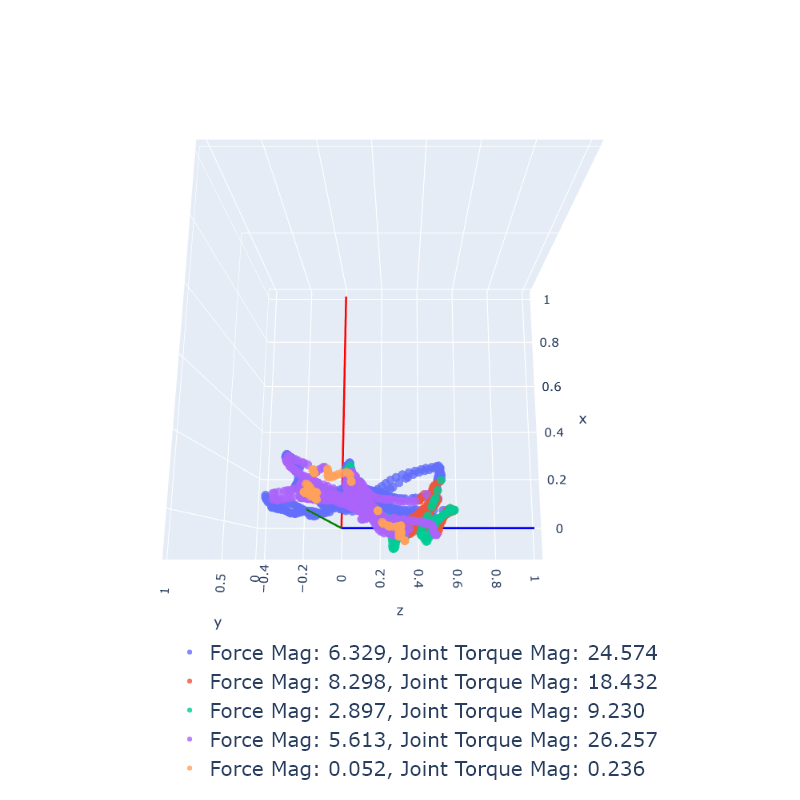 1
0.8
0.6
0.4
0.2
0
x
1
0.5
0
−0.4
−0.2
0
0.2
0.4
0.6
0.8
1
z
y
Force Mag: 6.329, Joint Torque Mag: 24.574
Force Mag: 8.298, Joint Torque Mag: 18.432
Force Mag: 2.897, Joint Torque Mag: 9.230
Force Mag: 5.613, Joint Torque Mag: 26.257
Force Mag: 0.052, Joint Torque Mag: 0.236